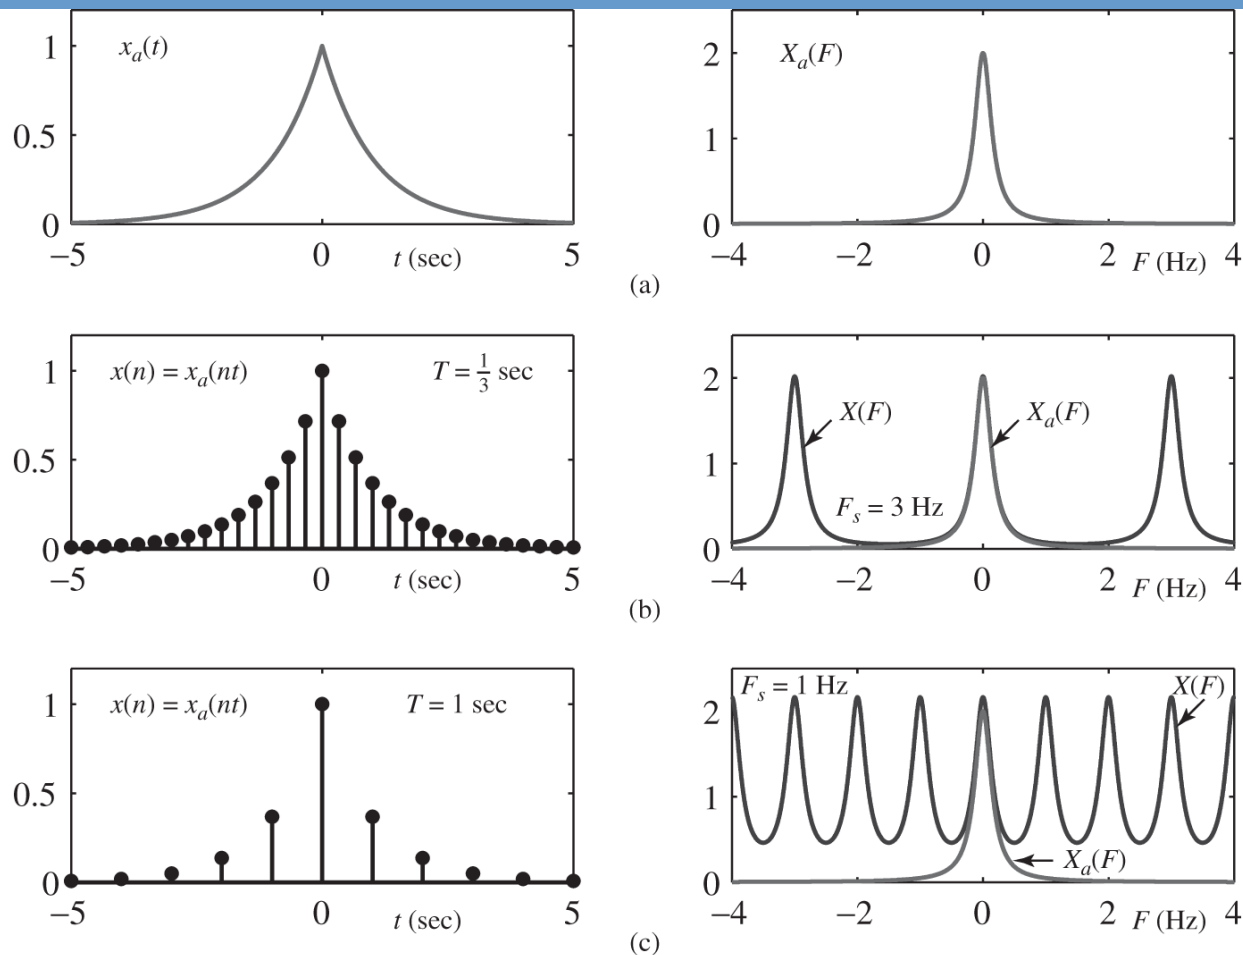 x_a(t)
1
0.5
0
−5 0 t (sec) 5
X_a(F)
2
1
0
−4 −2 0 2 F (Hz) 4
(a)
x(n) = x_a(nt) T = 1/3 sec
1
0.5
0
−5 0 t (sec) 5
2
X(F) X_a(F)
1
F_s = 3 Hz
0
−4 −2 0 2 F (Hz) 4
(b)
x(n) = x_a(nt) T = 1 sec
1
0.5
0
−5 0 t (sec) 5
F_s = 1 Hz X(F)
2
1
X_a(F)
0
−4 −2 0 2 F (Hz) 4
(c)